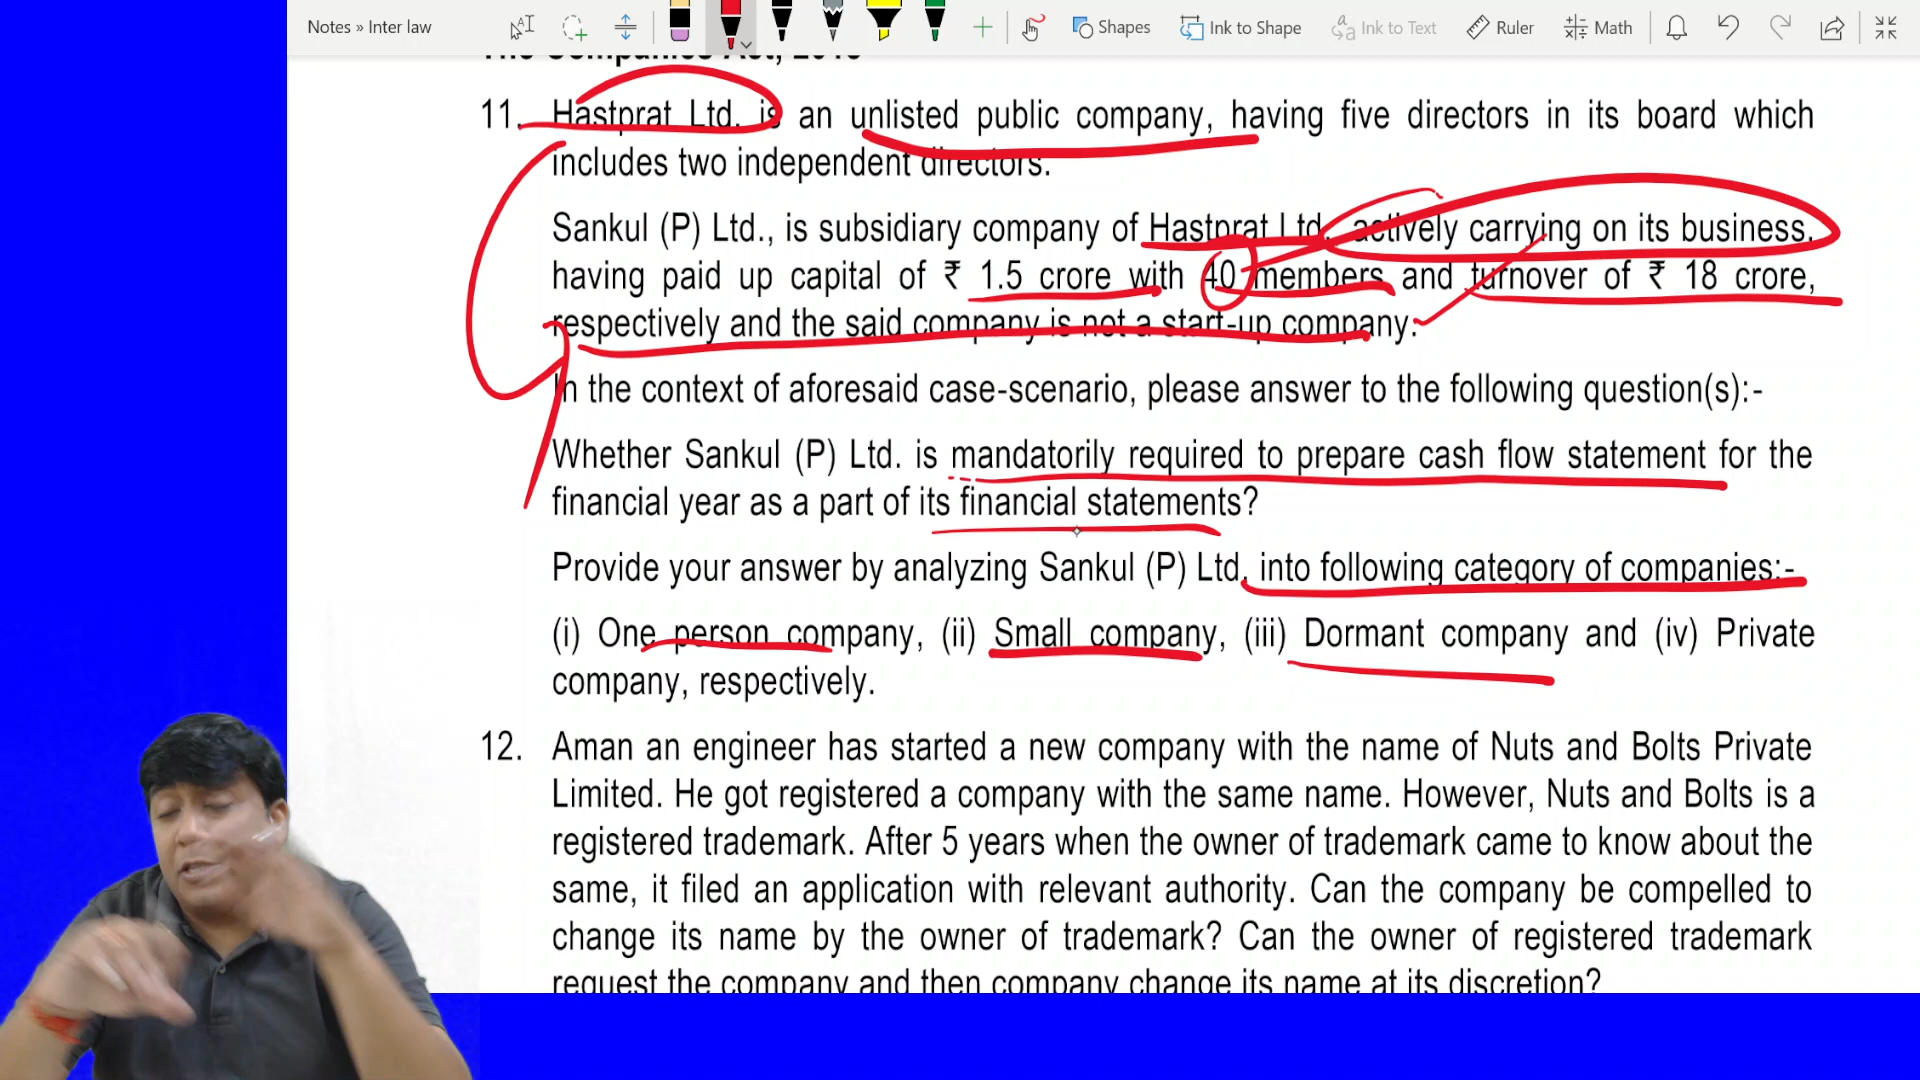 Notes » Inter law
Shapes
Ink to Shape
Ink to Text
Ruler
Math
11. Hastprat Ltd. is an unlisted public company, having five directors in its board which
includes two independent directors.
Sankul (P) Ltd., is subsidiary company of Hastprat Ltd. actively carrying on its business,
having paid up capital of ₹ 1.5 crore with 40 members and turnover of ₹ 18 crore,
respectively and the said company is not a start-up company.
In the context of aforesaid case-scenario, please answer to the following question(s):-
Whether Sankul (P) Ltd. is mandatorily required to prepare cash flow statement for the
financial year as a part of its financial statements?
Provide your answer by analyzing Sankul (P) Ltd. into following category of companies:-
(i) One person company, (ii) Small company, (iii) Dormant company and (iv) Private
company, respectively.
12. Aman an engineer has started a new company with the name of Nuts and Bolts Private
Limited. He got registered a company with the same name. However, Nuts and Bolts is a
registered trademark. After 5 years when the owner of trademark came to know about the
same, it filed an application with relevant authority. Can the company be compelled to
change its name by the owner of trademark? Can the owner of registered trademark
request the company and then company change its name at its discretion?